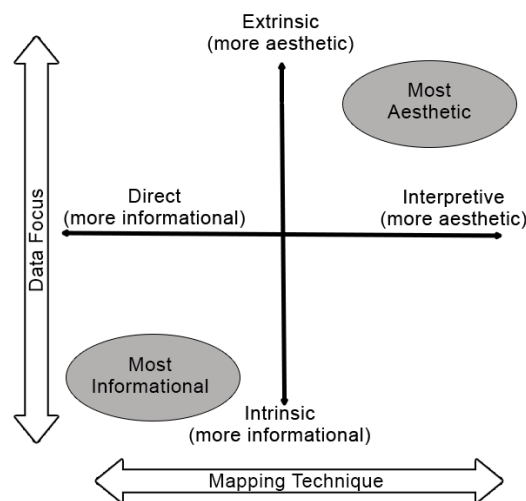 Extrinsic
(more aesthetic)
Most
Aesthetic
Direct
(more informational)
Interpretive
(more aesthetic)
Data Focus
Most
Informational
Intrinsic
(more informational)
Mapping Technique